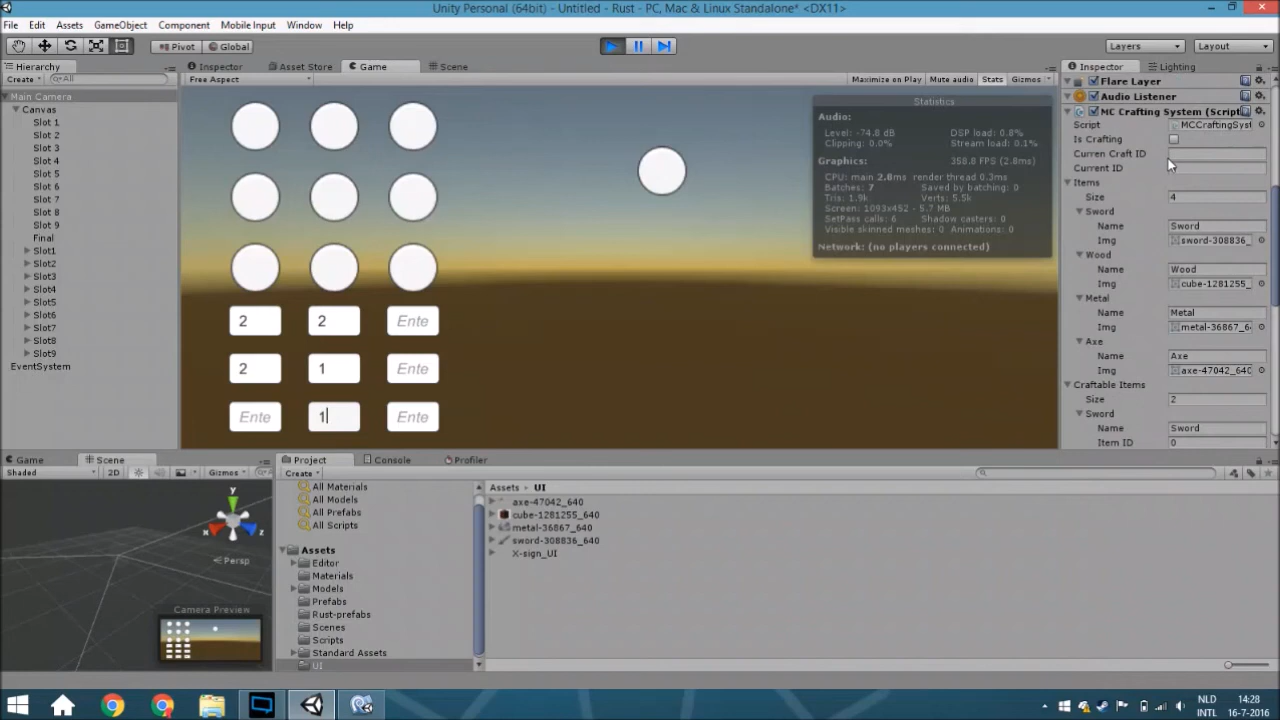 Unity Personal (64bit) - Untitled - Rust - PC, Mac & Linux Standalone* <DX11>
File Edit Assets GameObject Component Mobile Input Window Help
Pivot Global Layers Layout
Hierarchy Inspector Asset Store Game Scene Inspector Lighting
Create All Free Aspect Maximize on Play Mute audio Stats Gizmos Flare Layer
Main Camera
Audio Listener
Canvas
Statistics
MC Crafting System (Script
Slot 1
Audio:
Script MCCraftingSyst
Slot 2
Level: -74.8 dB DSP load: 0.8%
Is Crafting
Slot 3
Clipping: 0.0% Stream load: 0.1%
Curren Craft ID
Slot 4
Graphics: 358.8 FPS (2.8ms)
Current ID
Slot 5
CPU: main 2.8ms render thread 0.3ms
Items
Slot 6
Batches: 7 Saved by batching: 0
Size 4
Slot 7
Tris: 1.9k Verts: 5.5k
Sword
Slot 8
Screen: 1093x452 - 5.7 MB
Name Sword
Slot 9
SetPass calls: 6 Shadow casters: 0
Img sword-308836_
Final
Visible skinned meshes: 0 Animations: 0
Wood
Slot1
Network: (no players connected)
Name Wood
Slot2
Img cube-1281255_
Slot3
Metal
Slot4
Name Metal
Slot5
2 2 Ente
Img metal-36867_6
Slot6
Axe
Slot7
Name Axe
Slot8
2 1 Ente
Img axe-47042_640
Slot9
Craftable Items
EventSystem
Size 2
Ente 1 Ente
Sword
Name Sword
Item ID 0
Game Scene Project Console Profiler
Shaded 2D Gizmos All Create
All Materials
Assets UI
All Models
axe-47042_640
All Prefabs
cube-1281255_640
All Scripts
metal-36867_640
sword-308836_640
Assets
X-sign_UI
Editor
Materials
Models
Prefabs
Rust-prefabs
Scenes
Scripts
Standard Assets
UI
y
x z
Persp
Camera Preview
NLD 14:28
INTL 16-7-2016